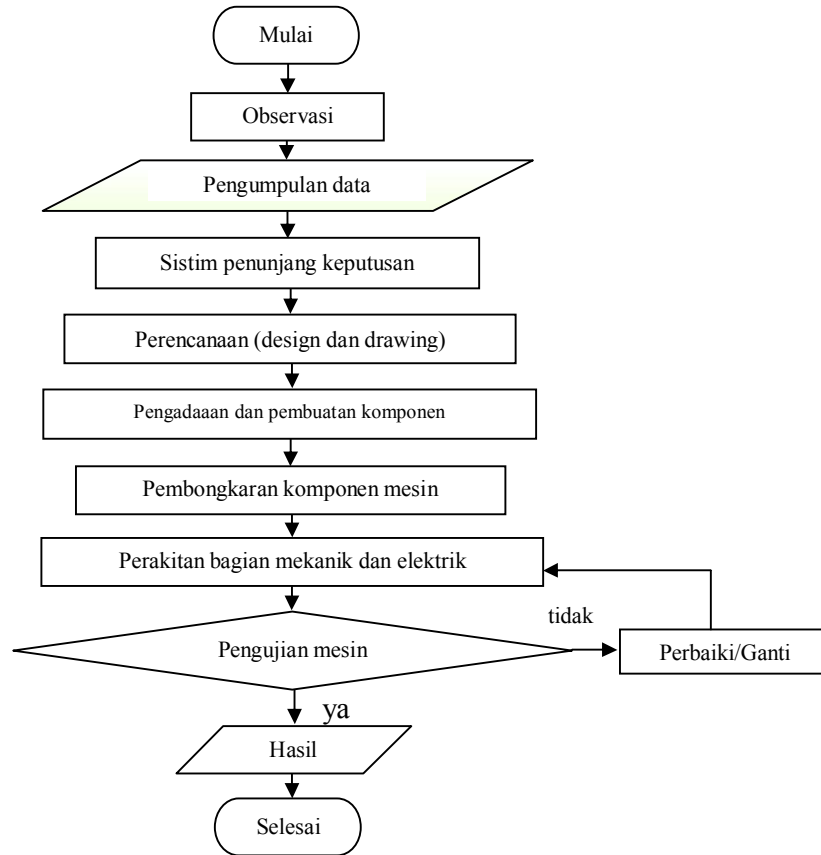 Mulai
Observasi
Pengumpulan data
Sistim penunjang keputusan
Perencanaan (design dan drawing)
Pengadaaan dan pembuatan komponen
Pembongkaran komponen mesin
Perakitan bagian mekanik dan elektrik
tidak
Pengujian mesin
Perbaiki/Ganti
ya
Hasil
Selesai